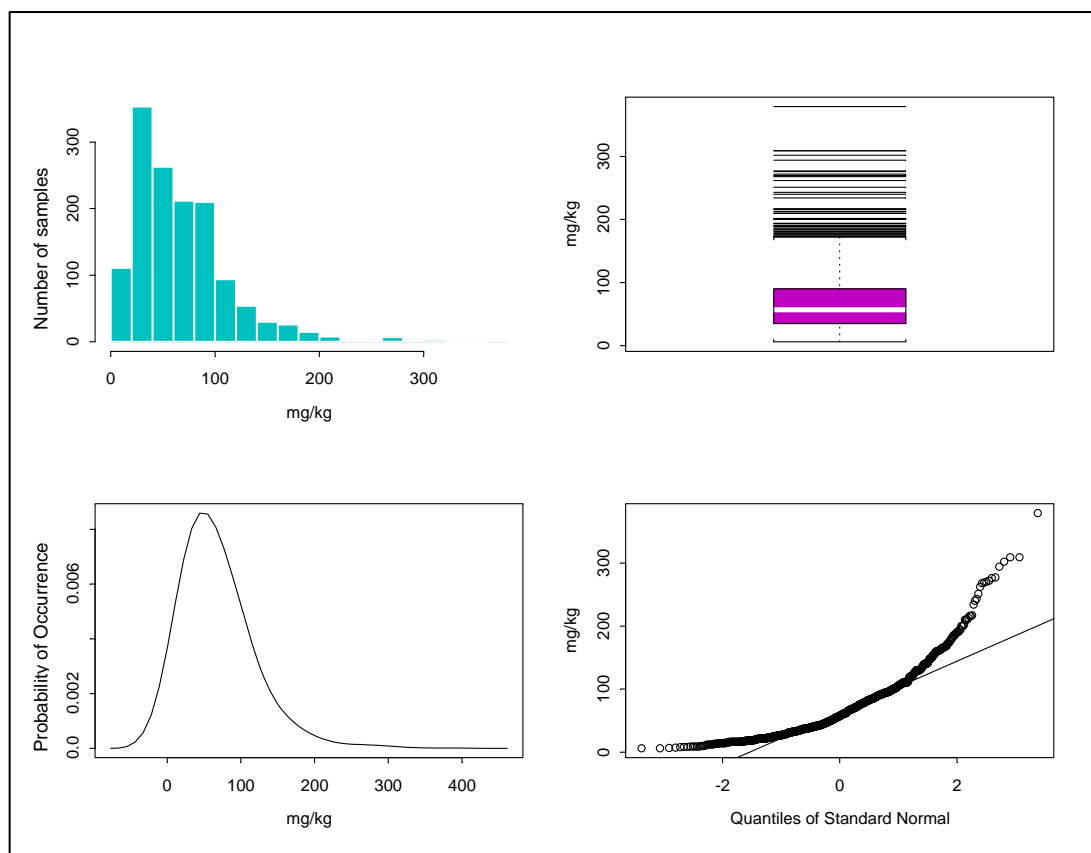 Number of samples
300
200
100
0
0 100 200 300
mg/kg
mg/kg
300
200
100
0
Probability of Occurrence
0.006
0.002
0.0
0 100 200 300 400
mg/kg
mg/kg
300
200
100
0
-2 0 2
Quantiles of Standard Normal